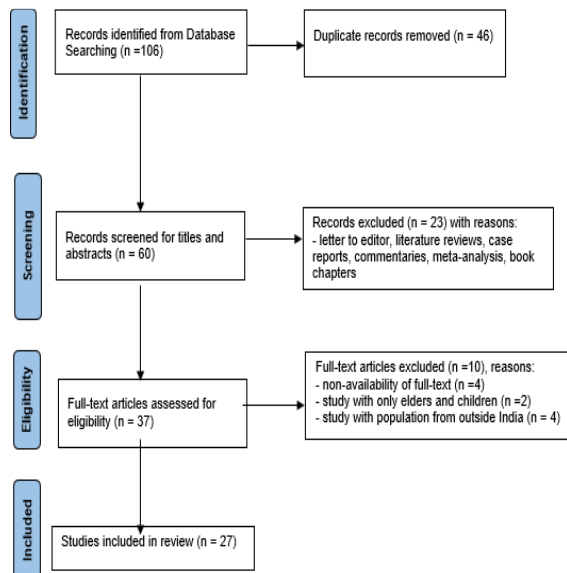 Identification
Records identified from Database
Searching (n =106)
Duplicate records removed (n = 46)
Screening
Records screened for titles and
abstracts (n = 60)
Records excluded (n = 23) with reasons:
- letter to editor, literature reviews, case
reports, commentaries, meta-analysis, book
chapters
Eligibility
Full-text articles assessed for
eligibility (n = 37)
Full-text articles excluded (n =10), reasons:
- non-availability of full-text (n =4)
- study with only elders and children (n =2)
- study with population from outside India (n = 4)
Included
Studies included in review (n = 27)